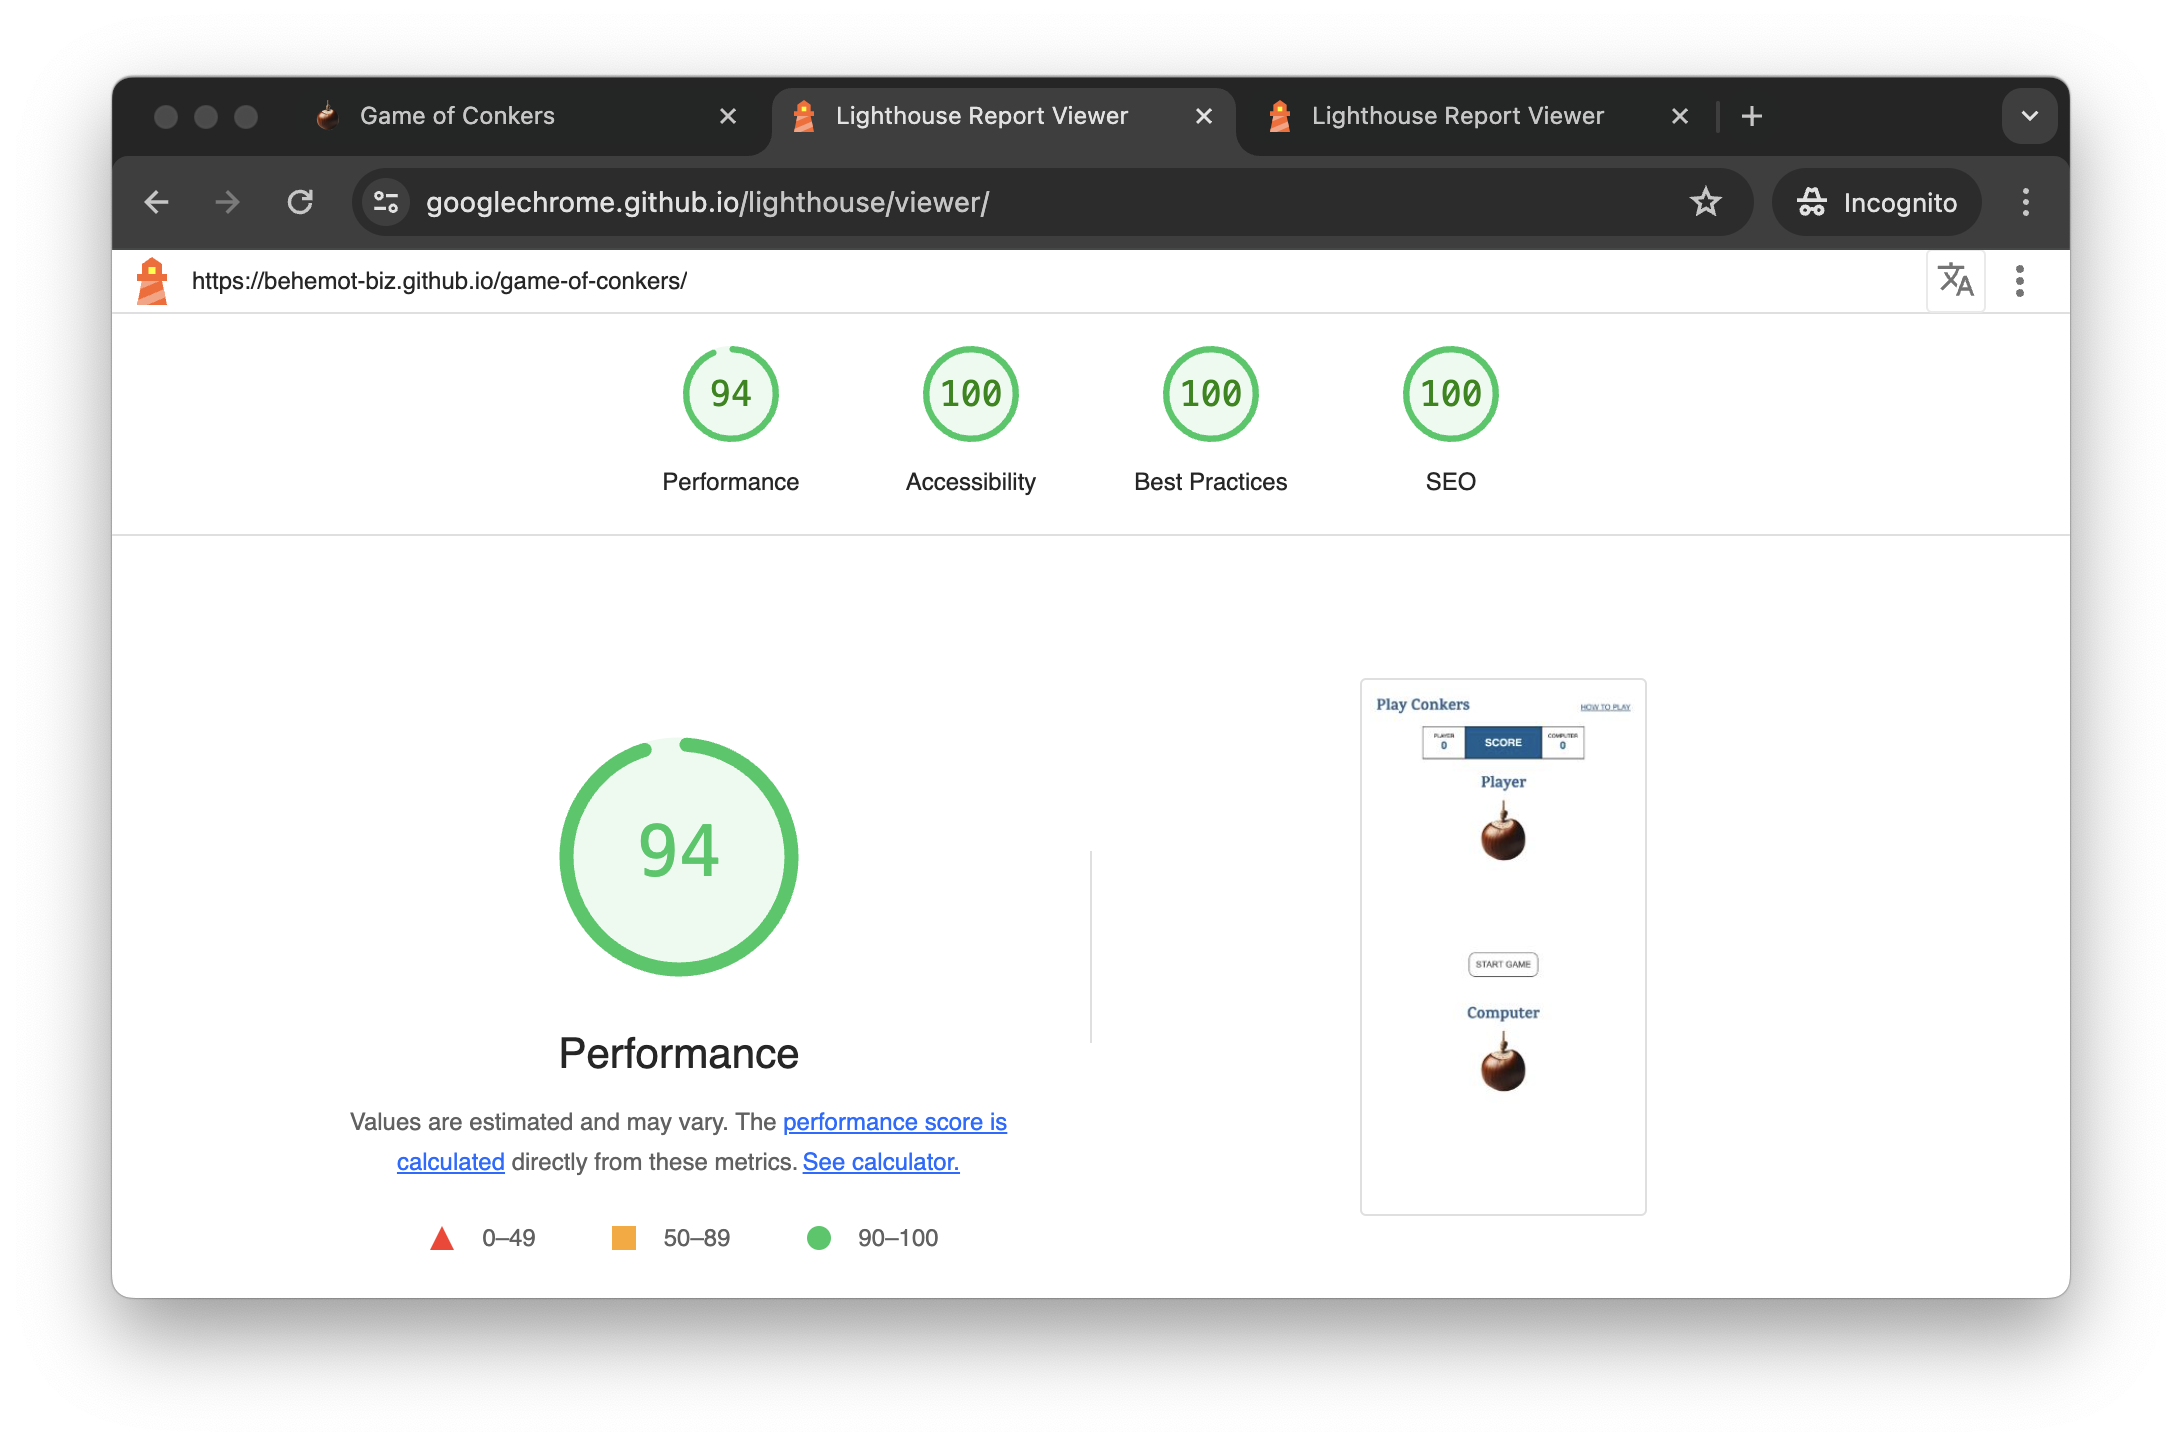 Game of Conkers
Lighthouse Report Viewer
Lighthouse Report Viewer
googlechrome.github.io/lighthouse/viewer/
Incognito
https://behemot-biz.github.io/game-of-conkers/
94
100
100
100
Performance
Accessibility
Best Practices
SEO
94
Performance
Values are estimated and may vary. The performance score is
calculated directly from these metrics. See calculator.
0–49
50–89
90–100
Play Conkers
HOW TO PLAY
PLAYER
0
SCORE
COMPUTER
0
Player
START GAME
Computer